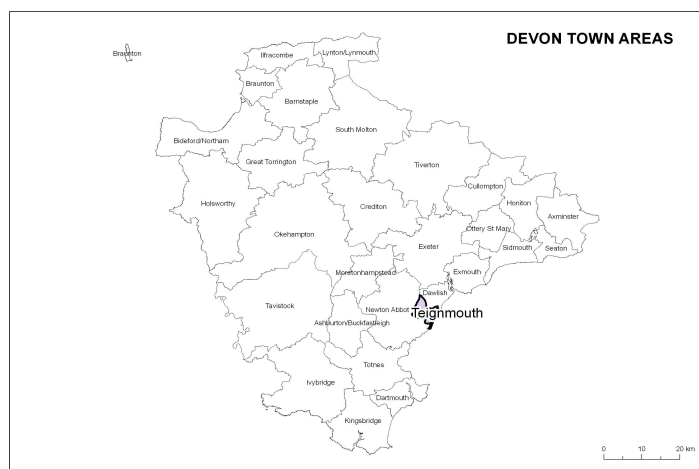 DEVON TOWN AREAS
Braunton
Ilfracombe
Lynton/Lynmouth
Braunton
Barnstaple
South Molton
Bideford/Northam
Great Torrington
Tiverton
Cullompton
Holsworthy
Crediton
Honiton
Axminster
Okehampton
Ottery St Mary
Exeter
Sidmouth
Seaton
Moretonhampstead
Exmouth
Dawlish
Tavistock
Newton Abbot
Teignmouth
Ashburton/Buckfastleigh
Totnes
Ivybridge
Dartmouth
Kingsbridge
0 10 20 km